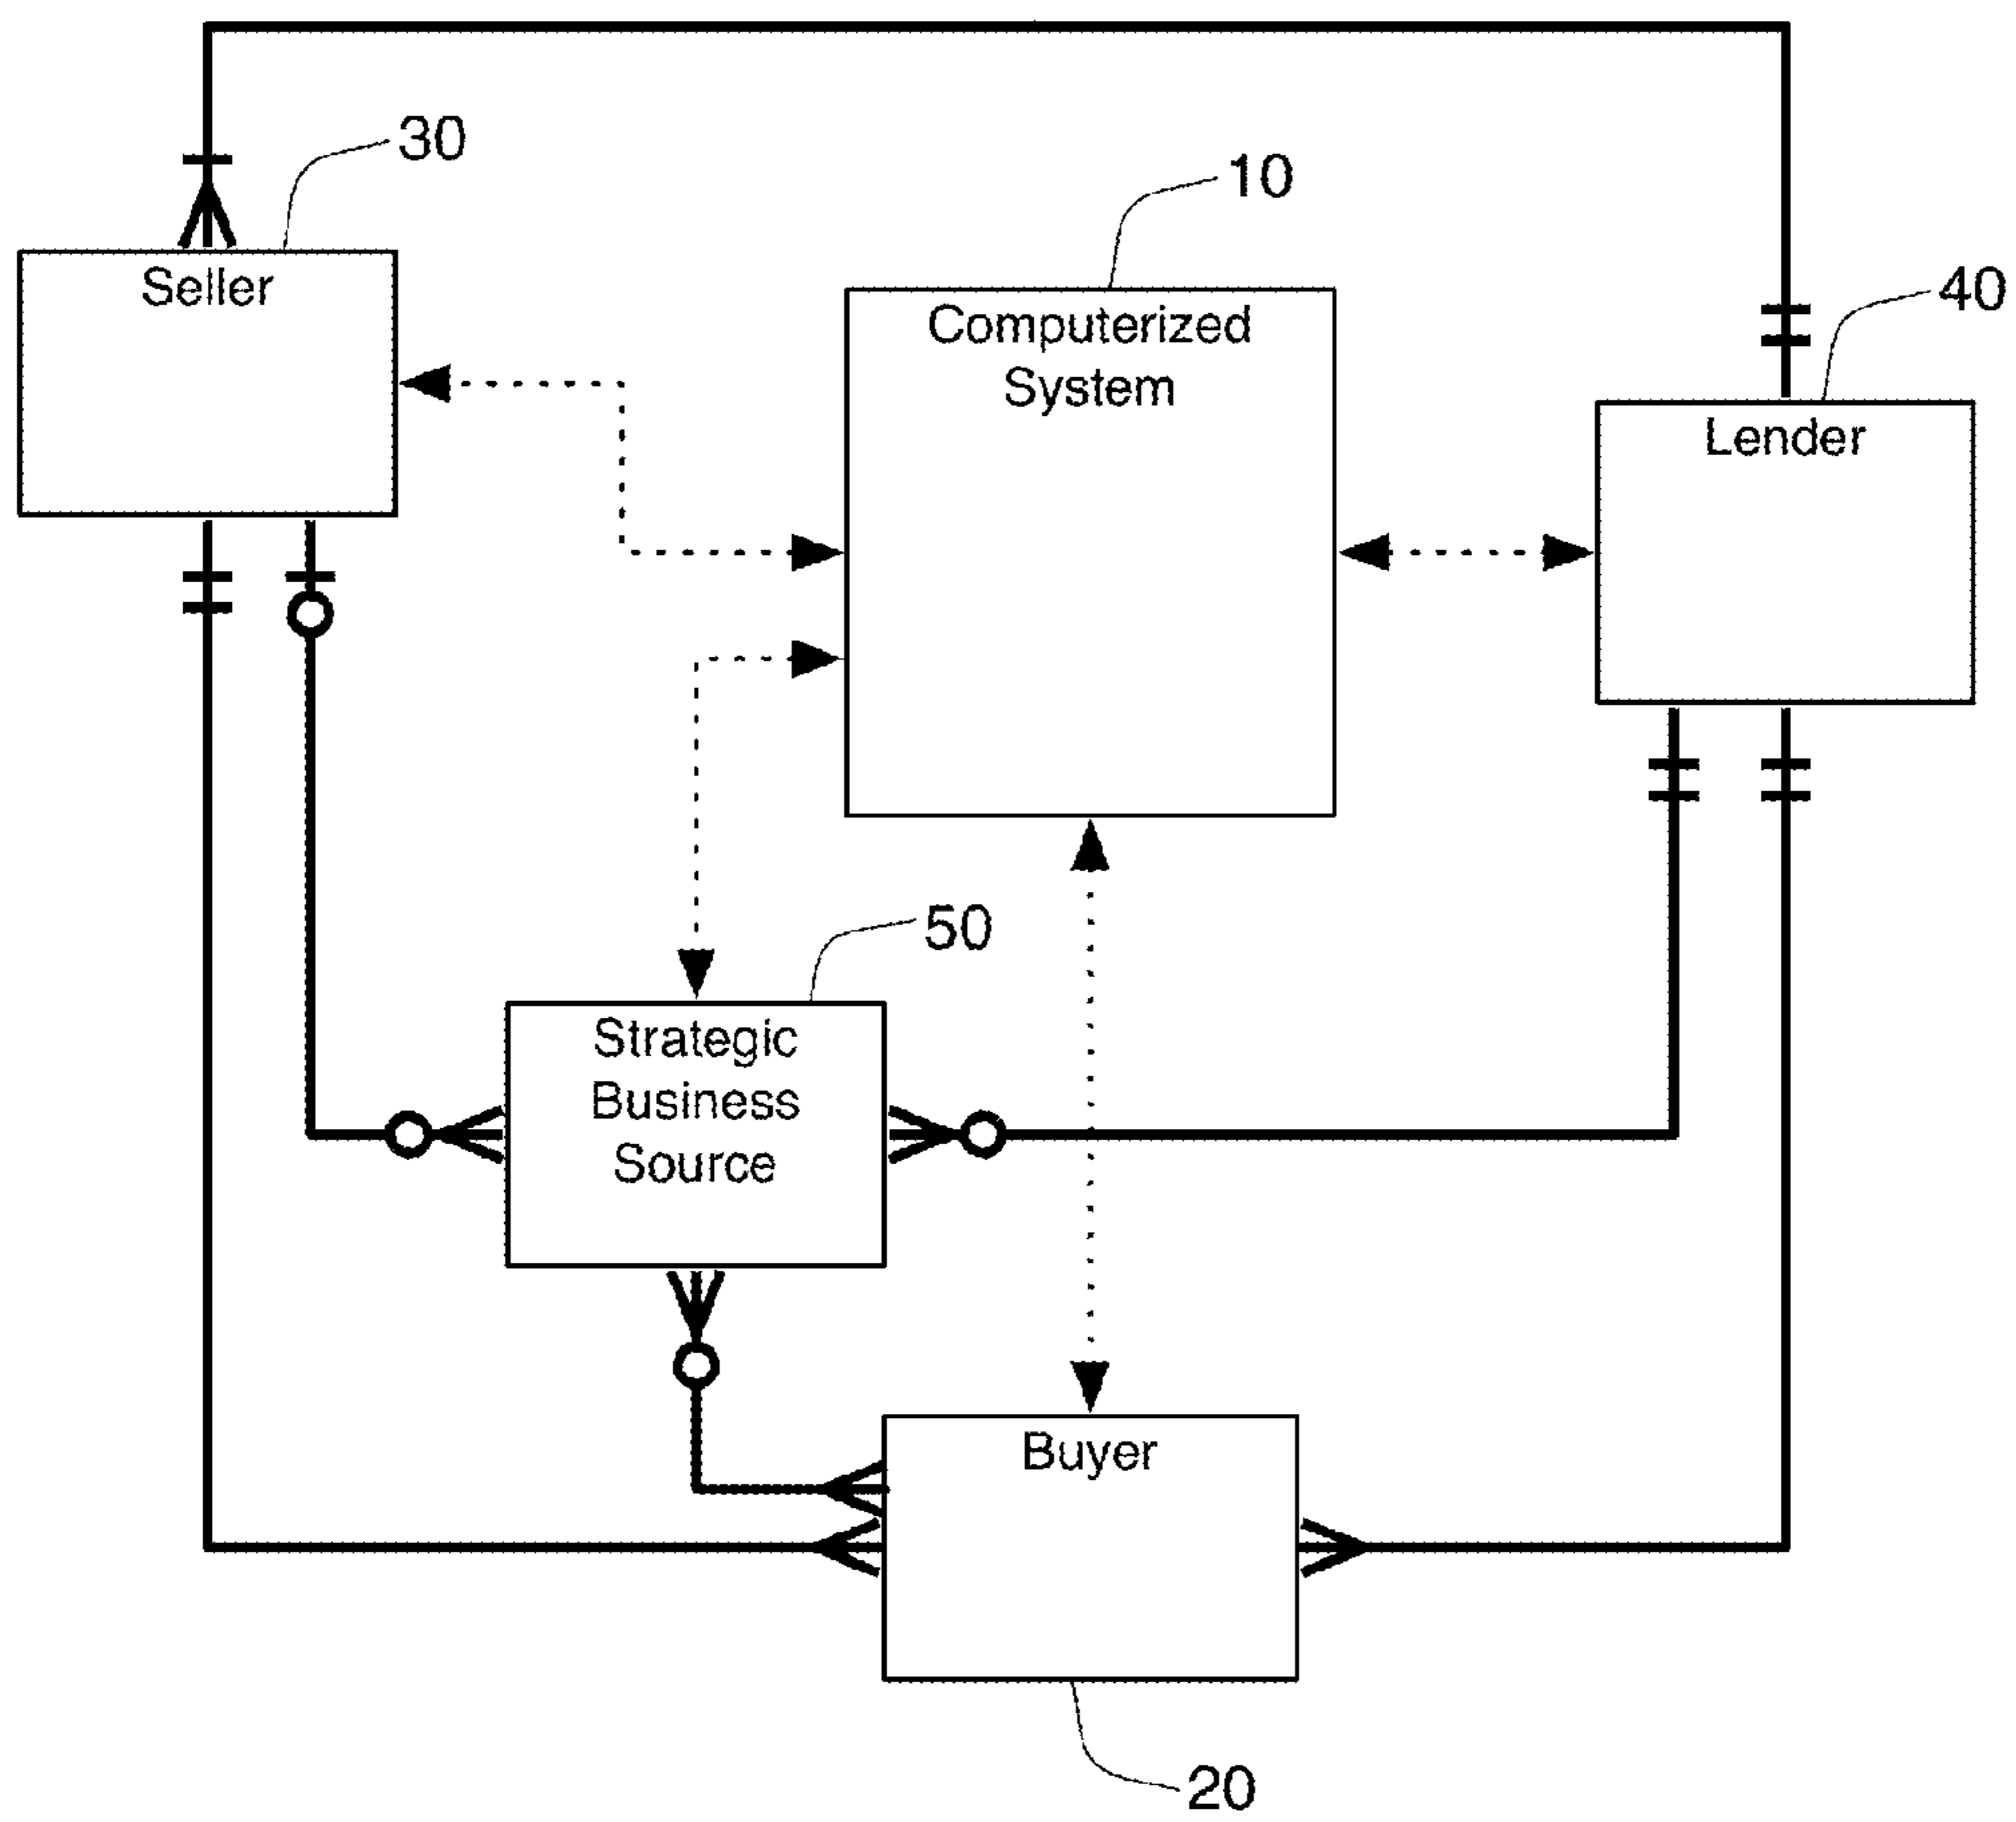 30
10
Seller
40
Computerized
System
Lender
50
Strategic
Business
Source
Buyer
20